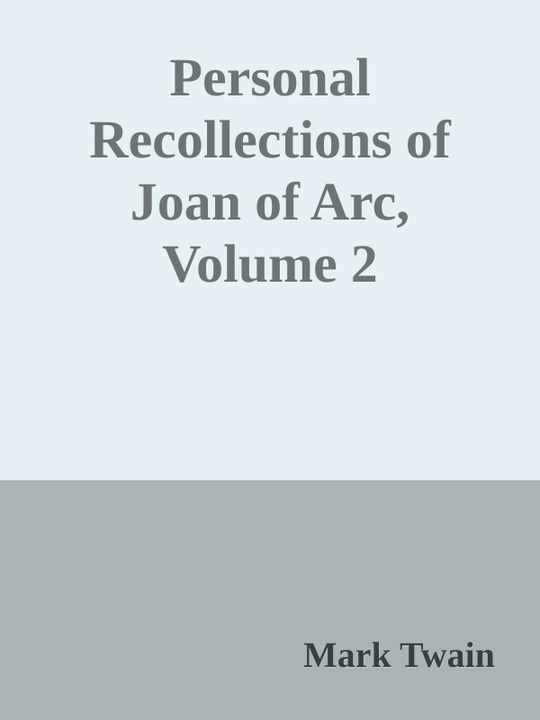 Personal
Recollections of
Joan of Arc,
Volume 2
Mark Twain